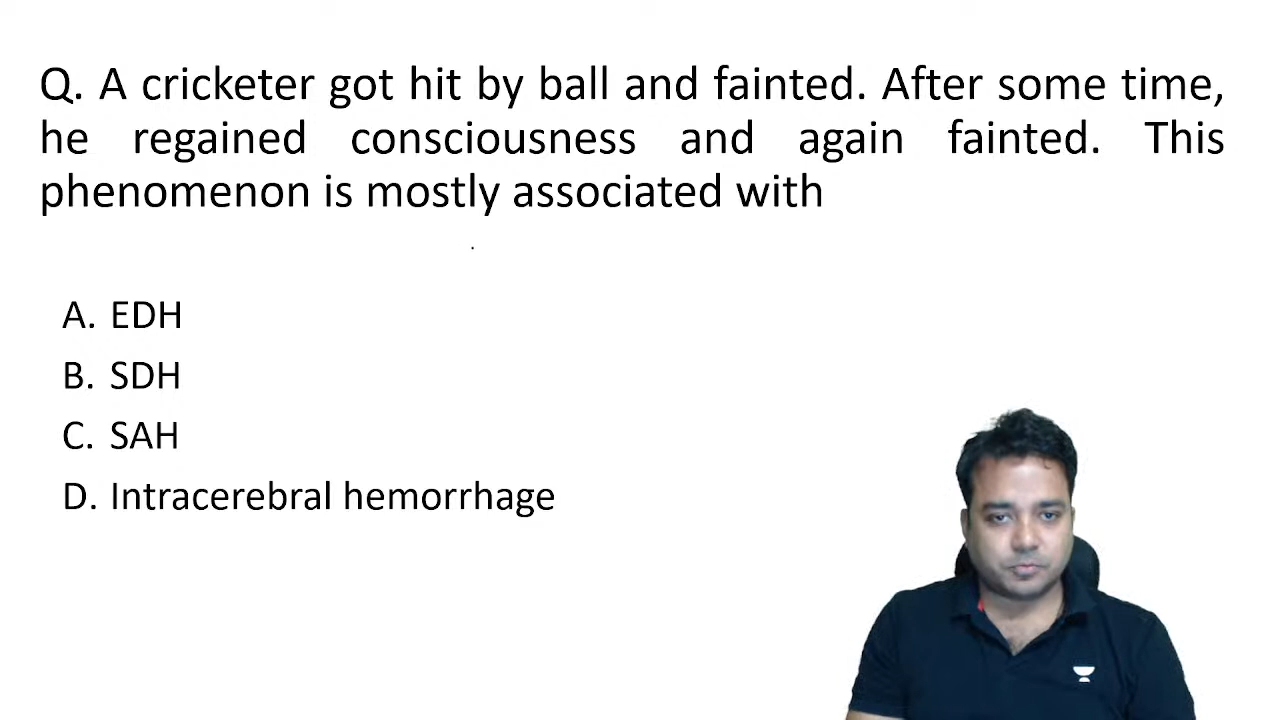 Q. A cricketer got hit by ball and fainted. After some time,
he regained consciousness and again fainted. This
phenomenon is mostly associated with
A. EDH
B. SDH
C. SAH
D. Intracerebral hemorrhage